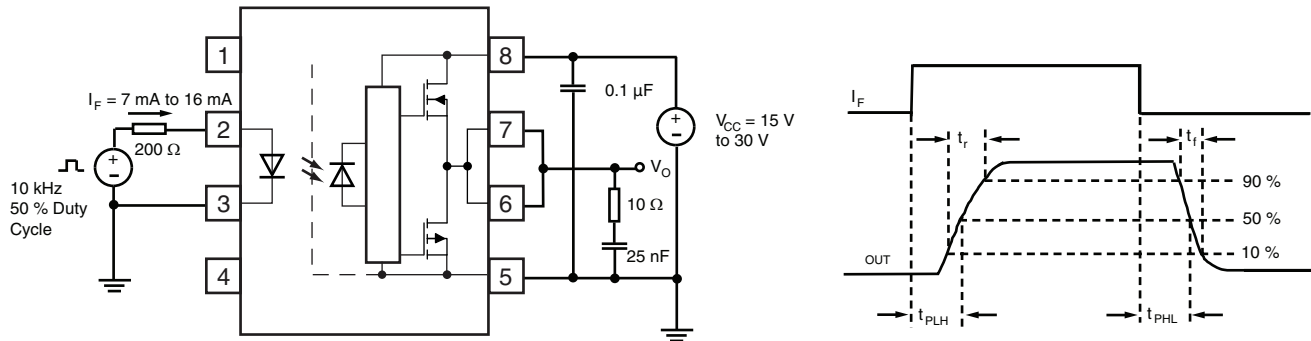 1
2
3
4
8
7
6
5
I_F = 7 mA to 16 mA
200 Ω
+
-
10 kHz
50 % Duty
Cycle
0.1 µF
V_O
10 Ω
25 nF
+
-
V_CC = 15 V
to 30 V
I_F
t_r
t_f
90 %
50 %
10 %
OUT
t_PLH
t_PHL